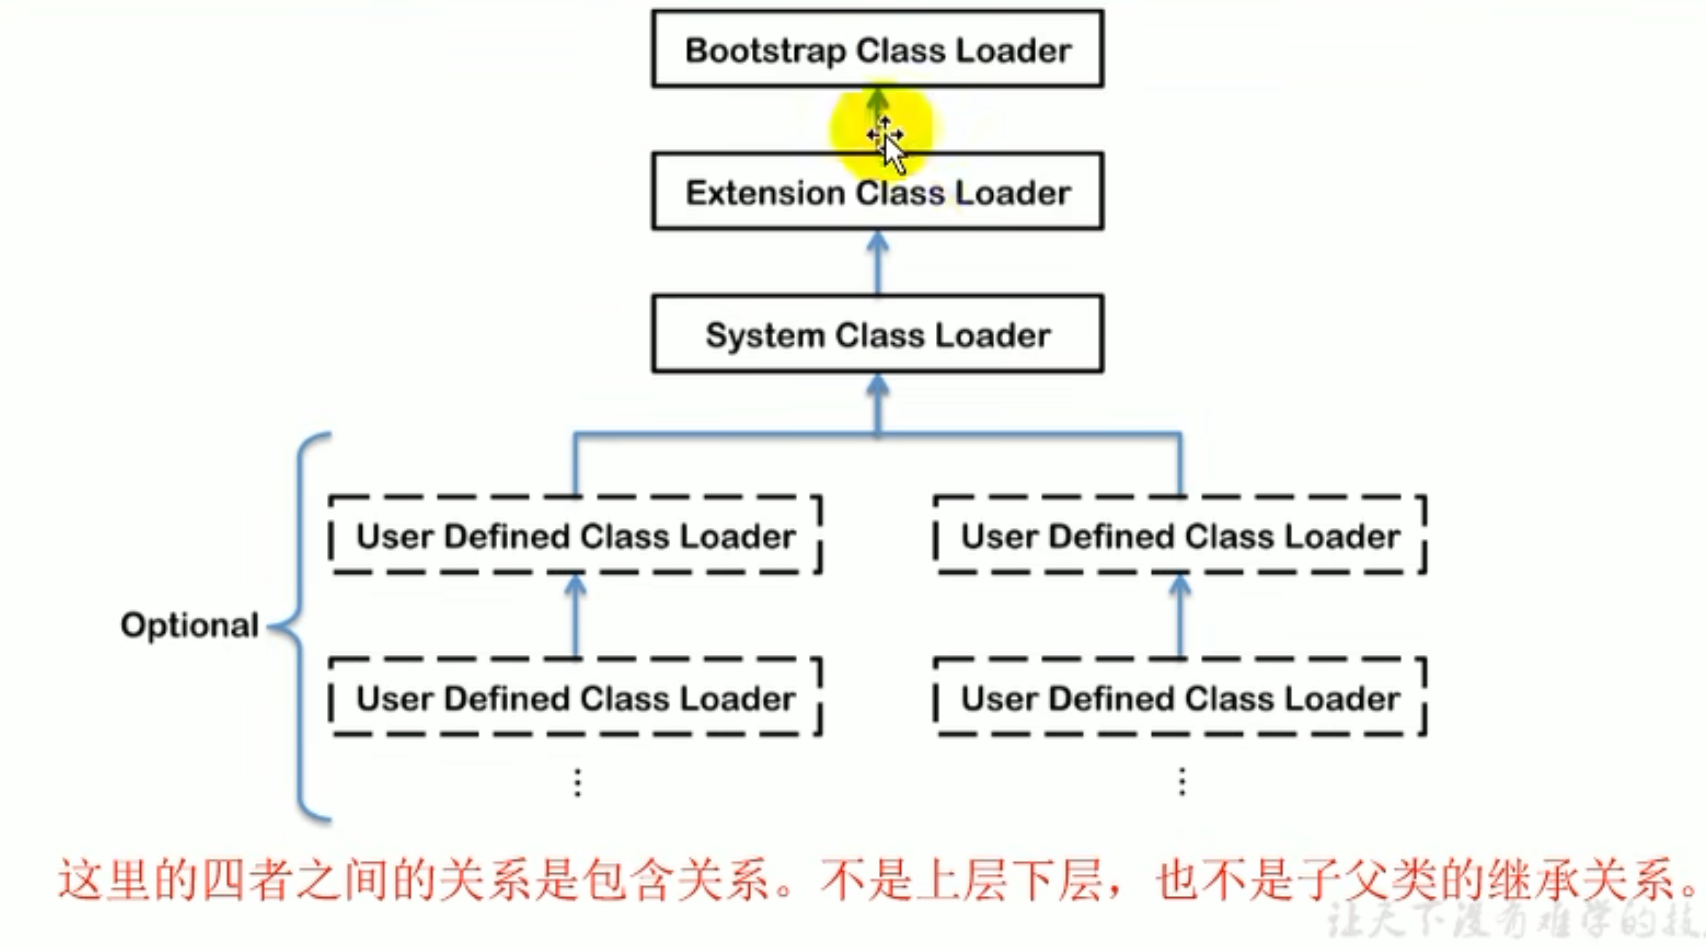 Bootstrap Class Loader
Extension Class Loader
System Class Loader
User Defined Class Loader
User Defined Class Loader
Optional
User Defined Class Loader
User Defined Class Loader
这里的四者之间的关系是包含关系。不是上层下层，也不是子父类的继承关系。
让天下没有难学的技